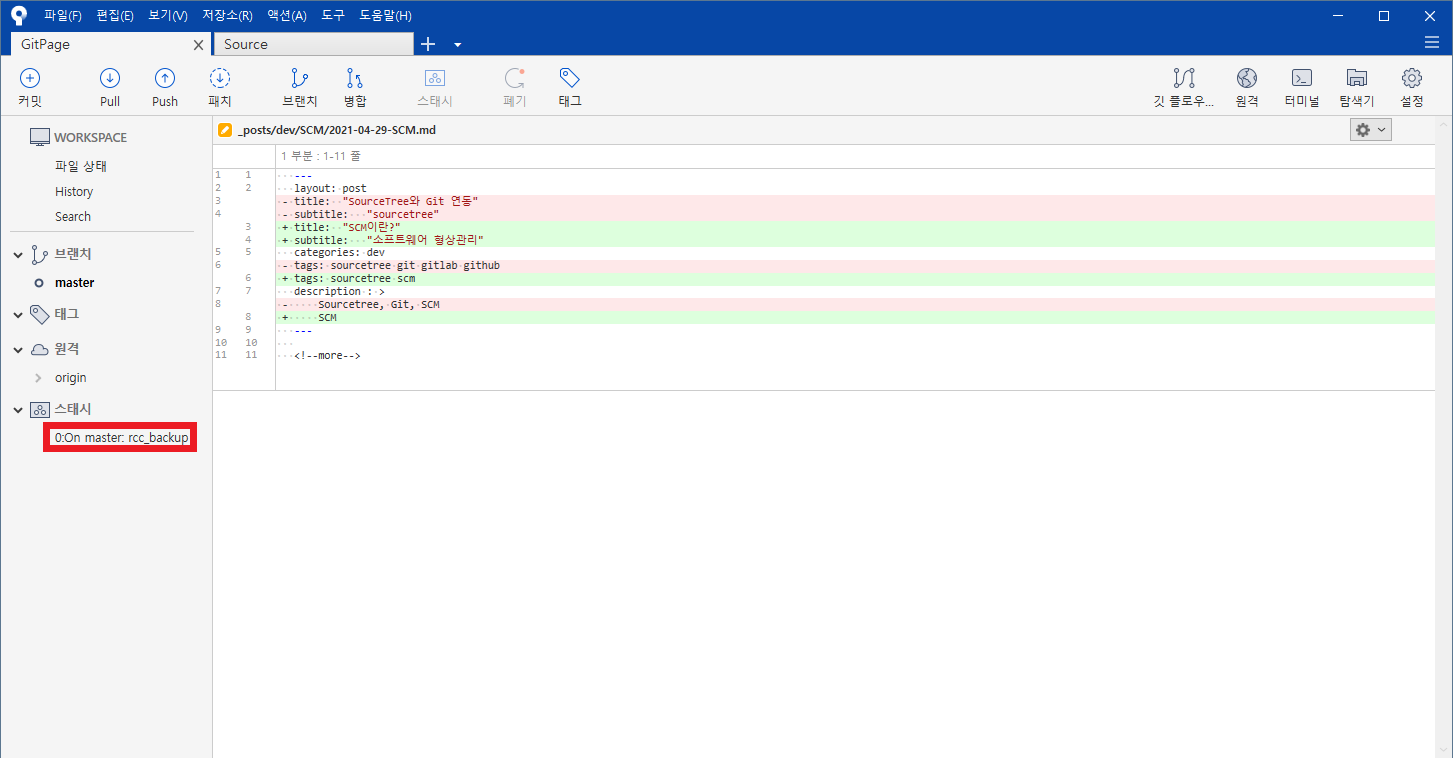 파일(F) 편집(E) 보기(V) 저장소(R) 액션(A) 도구 도움말(H)
GitPage Source
커밋 Pull Push 패치 브랜치 병합 스태시 폐기 태그 깃 플로우... 원격 터미널 탐색기 설정
WORKSPACE
파일 상태
History
Search
브랜치
master
태그
원격
origin
스태시
0:On master: rcc_backup
_posts/dev/SCM/2021-04-29-SCM.md
1 부분 : 1-11 줄
1 1 ---
2 2 layout: post
3 - title: "SourceTree와 Git 연동"
4 - subtitle: "sourcetree"
3 + title: "SCM이란?"
4 + subtitle: "소프트웨어 형상관리"
5 5 categories: dev
6 - tags: sourcetree git gitlab github
6 + tags: sourcetree scm
7 7 description : >
8 - Sourcetree, Git, SCM
8 + SCM
9 9 ---
10 10
11 11 <!--more-->